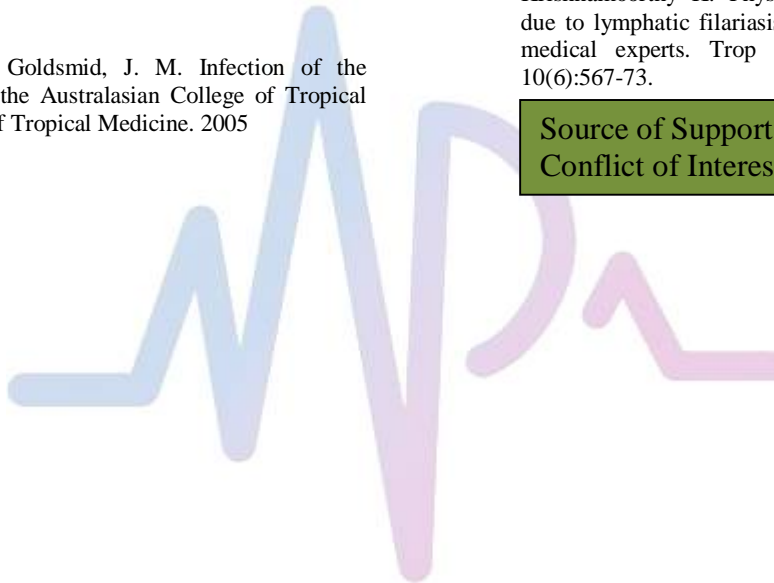 Goldsmid, J. M. Infection of the
the Australasian College of Tropical
f Tropical Medicine. 2005
due to lymphatic filariasis
medical experts. Trop
10(6):567-73.
Source of Support
Conflict of Interes